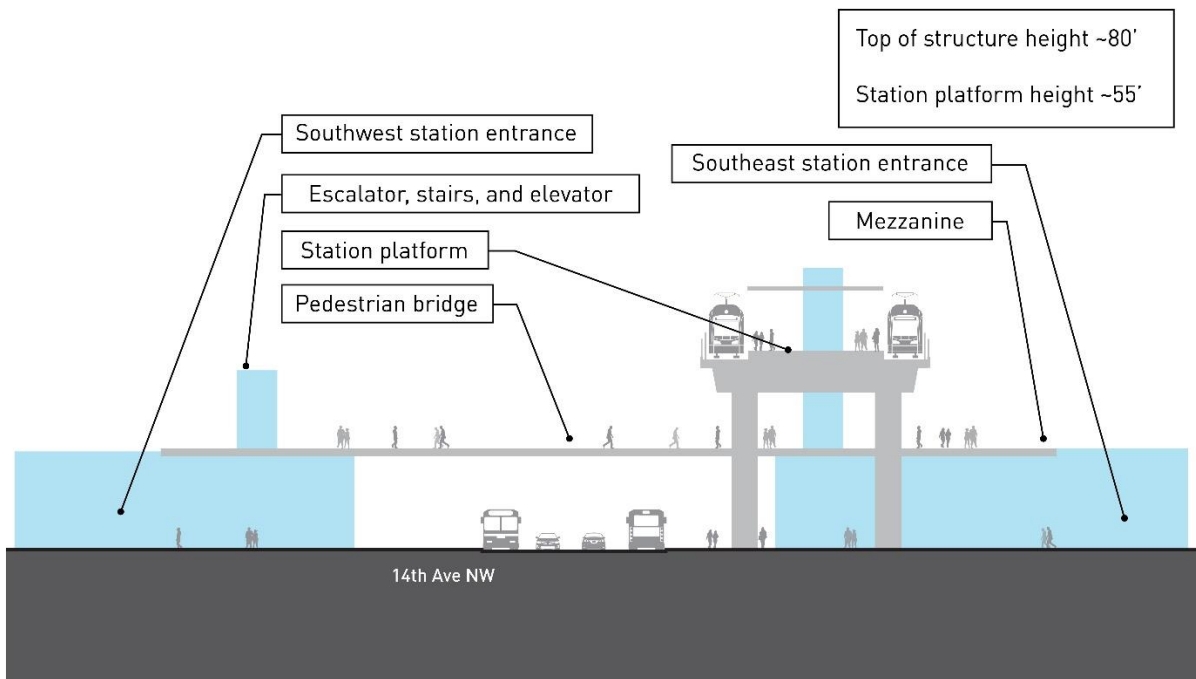 Top of structure height ~80'
Station platform height ~55'
Southwest station entrance
Southeast station entrance
Escalator, stairs, and elevator
Mezzanine
Station platform
Pedestrian bridge
14th Ave NW